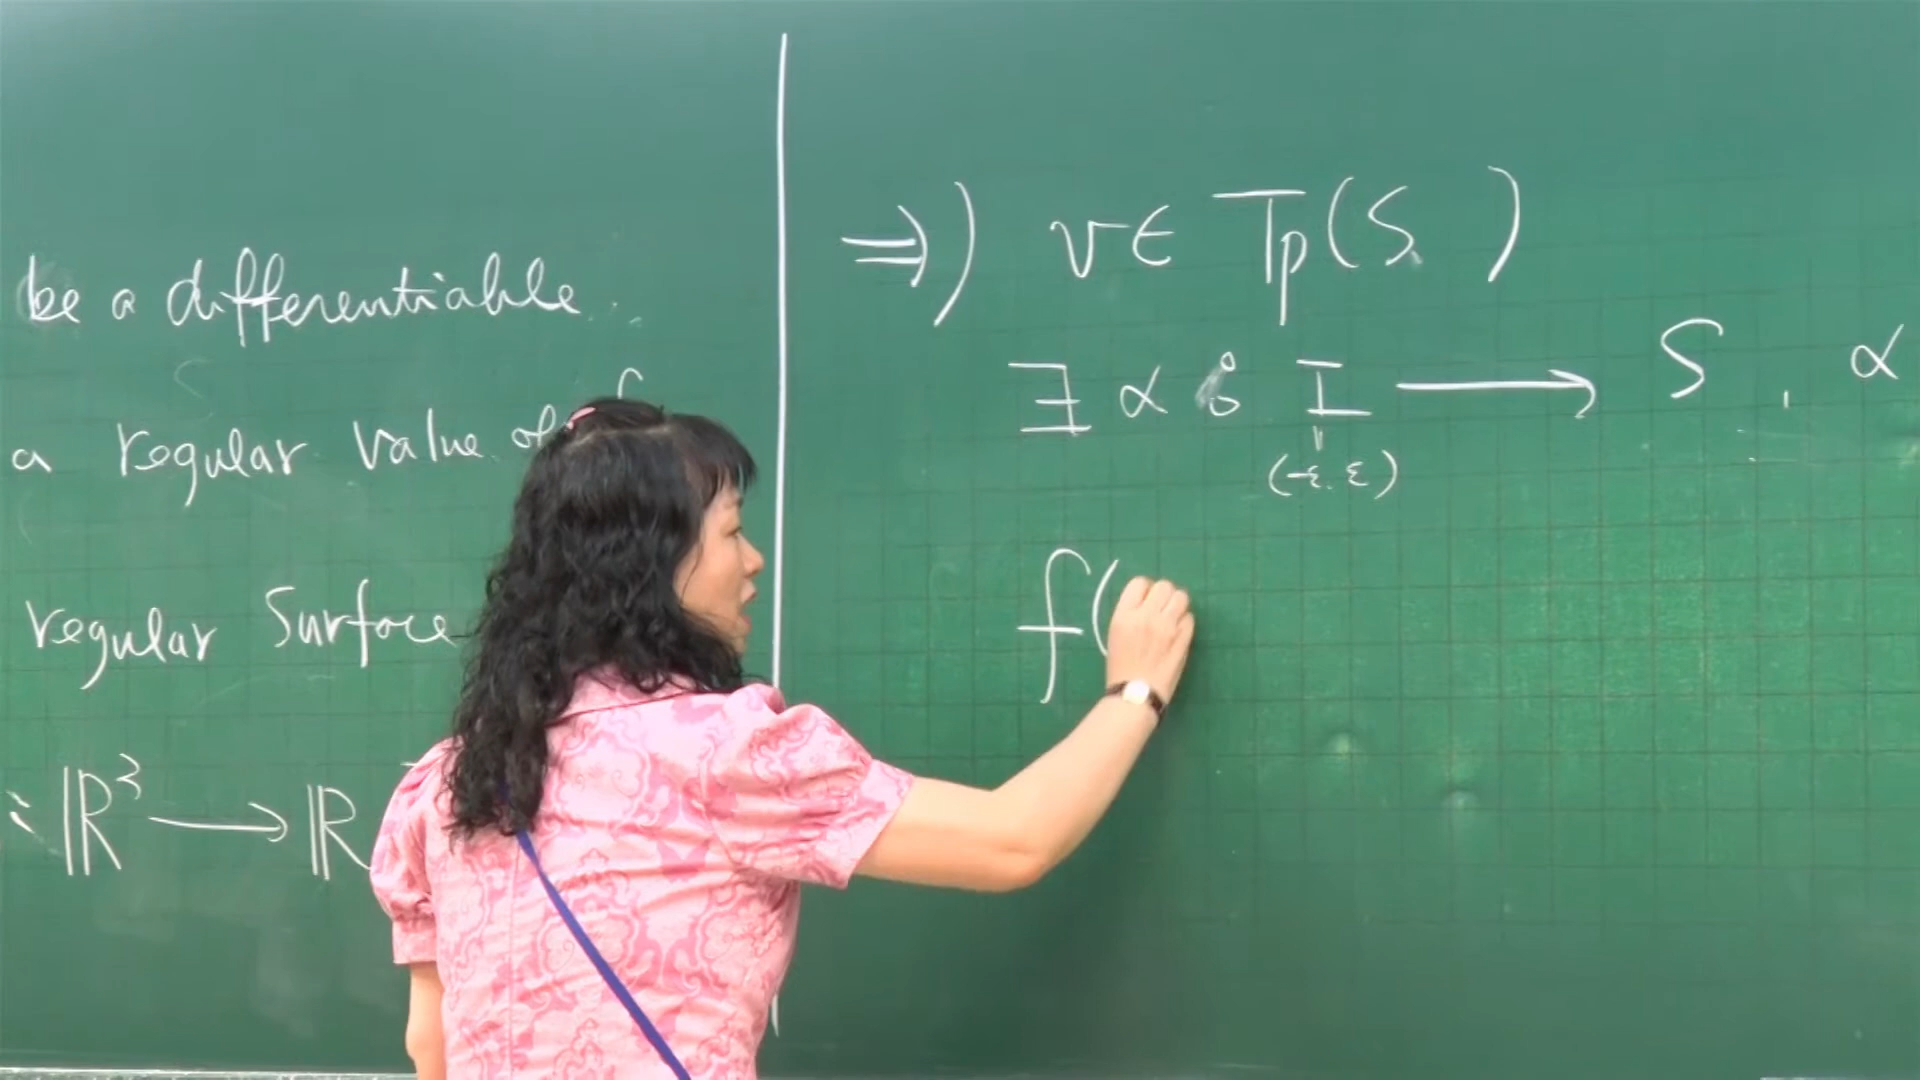 be a differentiable
a regular value of f
regular Surface
: ℝ³ → ℝ
⇒) v ∈ Tp(S )
∃ α : I → S , α
(-ε, ε)
f(